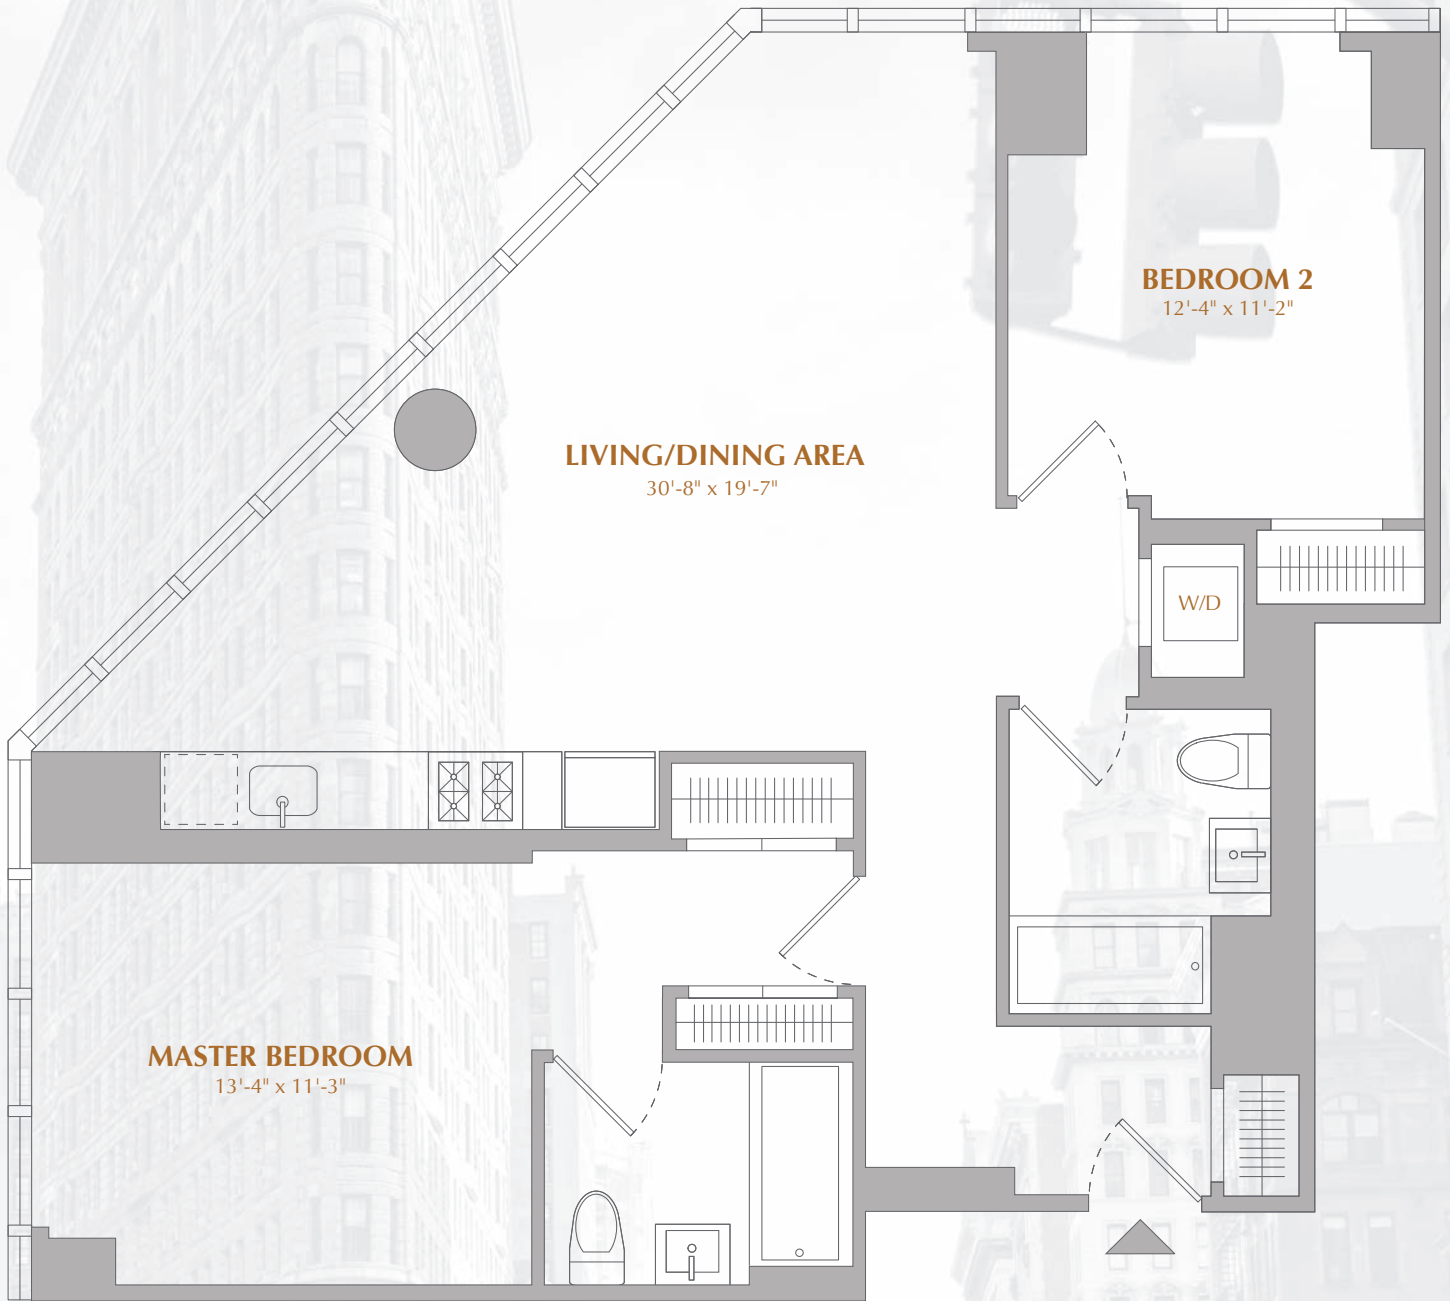 BEDROOM 2
12'-4" x 11'-2"
LIVING/DINING AREA
30'-8" x 19'-7"
W/D
MASTER BEDROOM
13'-4" x 11'-3"